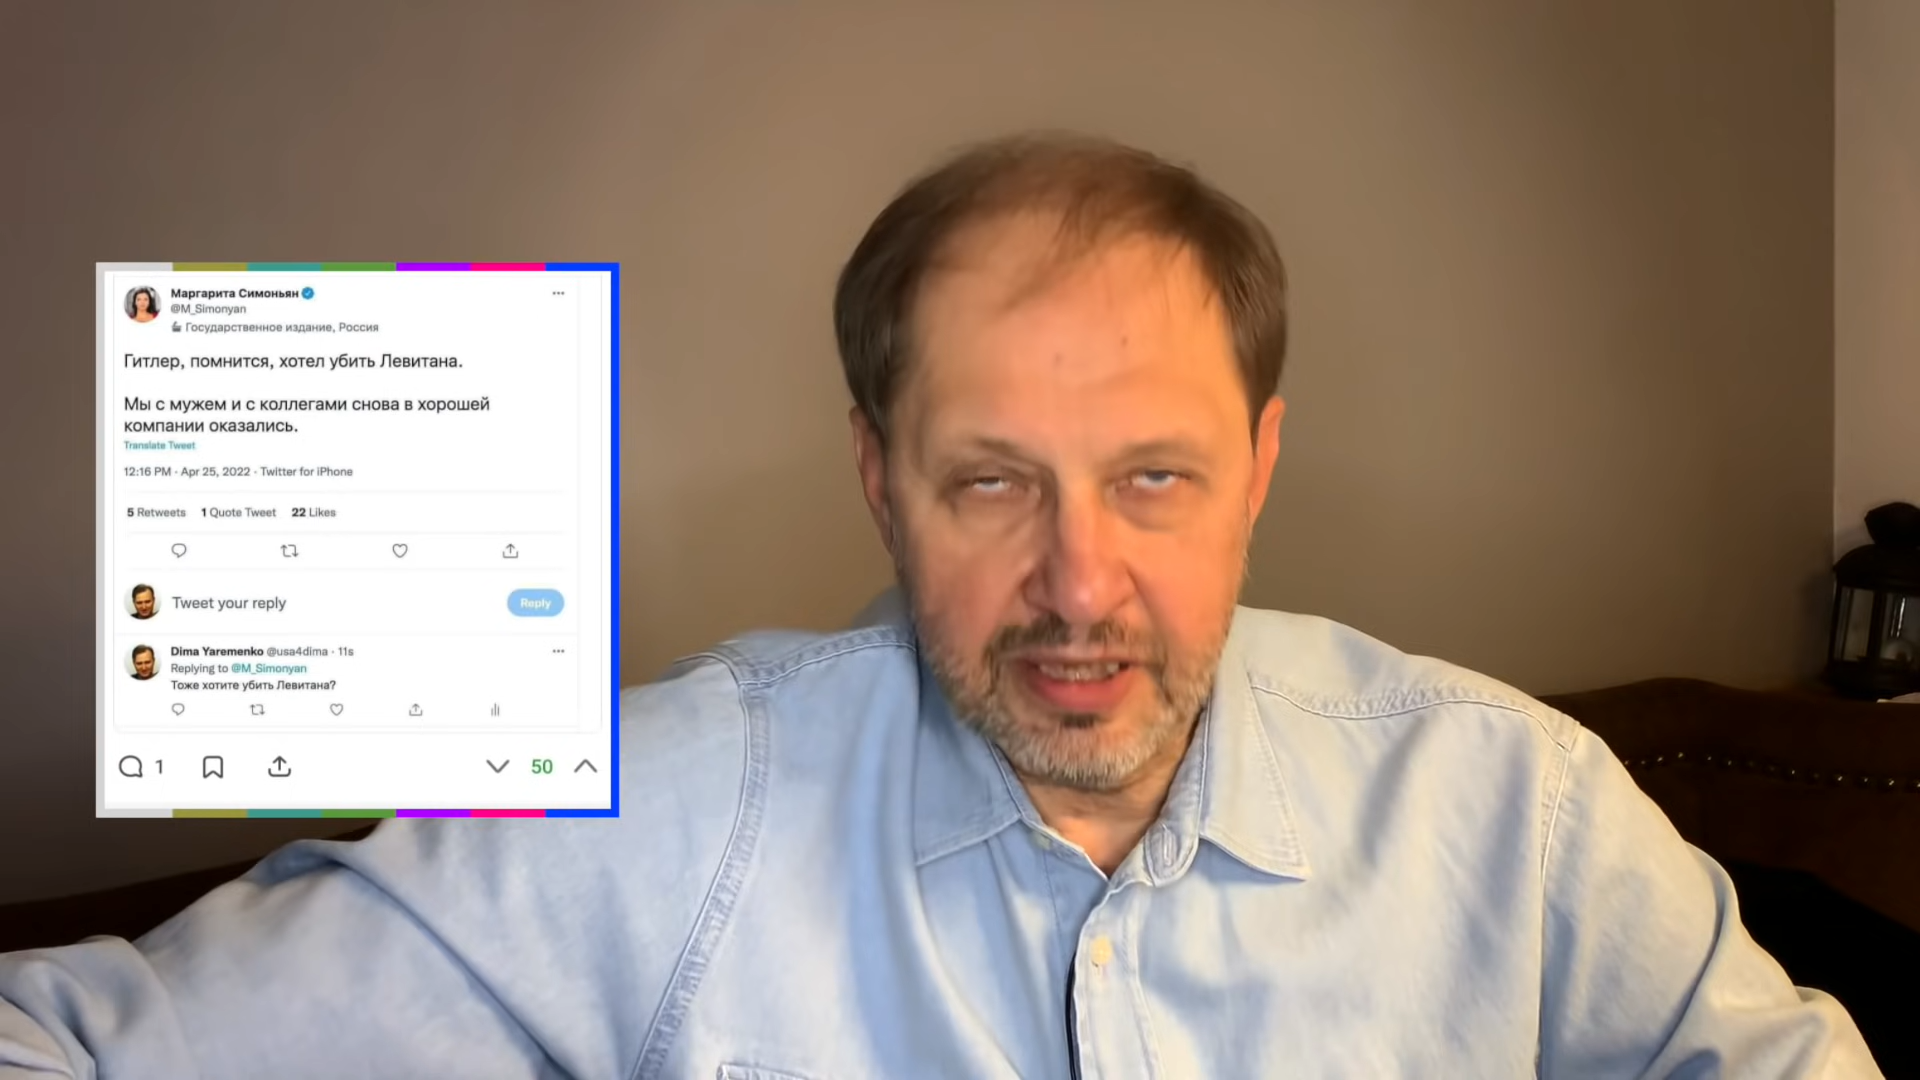 Маргарита Симоньян
@M_Simonyan
Государственное издание, Россия
Гитлер, помнится, хотел убить Левитана.
Мы с мужем и с коллегами снова в хорошей
компании оказались.
Translate Tweet
12:16 PM · Apr 25, 2022 · Twitter for iPhone
5 Retweets 1 Quote Tweet 22 Likes
Tweet your reply
Reply
Dima Yaremenko @usa4dima · 11s
Replying to @M_Simonyan
Тоже хотите убить Левитана?
1
50